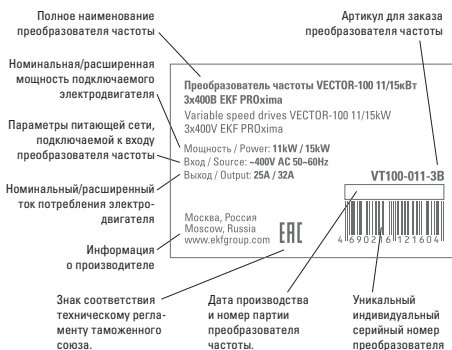 Полное наименование
преобразователя частоты
Артикул для заказа
преобразователя частоты
Номинальная/расширенная
мощность подключаемого
электродвигателя
Параметры питающей сети,
подключаемой к входу
преобразователя частоты
Номинальный/расширенный
ток потребления электро-
двигателя
Информация
о производителе
Преобразователь частоты VECTOR-100 11/15кВт
3х400В EKF PROxima
Variable speed drives VECTOR-100 11/15kW
3x400V EKF PROxima
Мощность / Power: 11kW / 15kW
Вход / Source: ~400V AC 50~60Hz
Выход / Output: 25A / 32A
VT100-011-3B
Москва, Россия
Moscow, Russia
www.ekfgroup.com
EAC
4 690216 121604
Знак соответствия
техническому регла-
менту таможенного
союза.
Дата производства
и номер партии
преобразователя
частоты.
Уникальный
индивидуальный
серийный номер
преобразователя